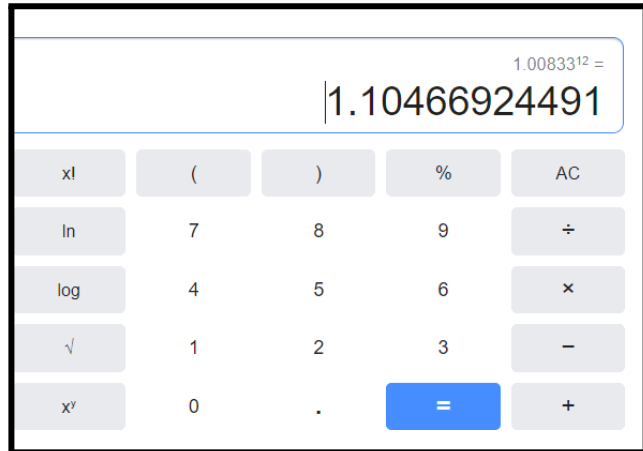 1.00833¹² =
1.10466924491
x! ( ) % AC
ln 7 8 9 ÷
log 4 5 6 ×
√ 1 2 3 −
xʸ 0 . = +